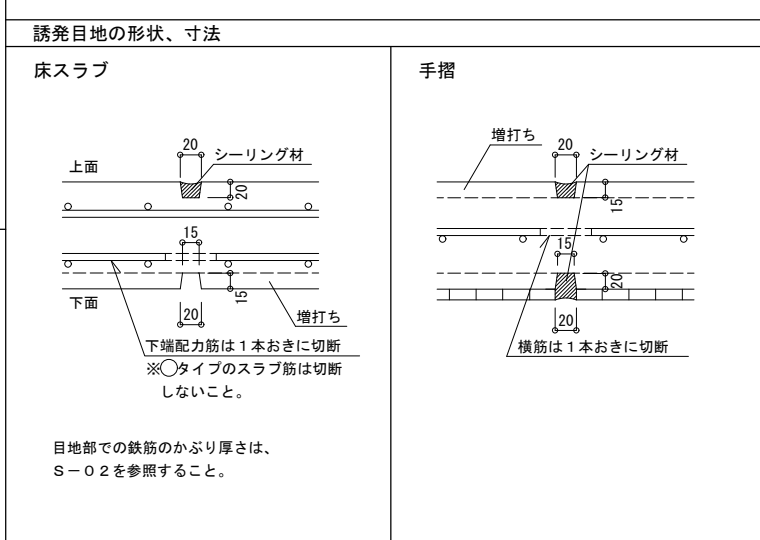 誘発目地の形状、寸法
床スラブ
20
シーリング材
上面
20
15
下面
15
増打ち
20
下端配力筋は１本おきに切断
※◯タイプのスラブ筋は切断
しないこと。
目地部での鉄筋のかぶり厚さは、
Ｓ－０２を参照すること。
手摺
増打ち
20
シーリング材
15
15
20
20
横筋は１本おきに切断